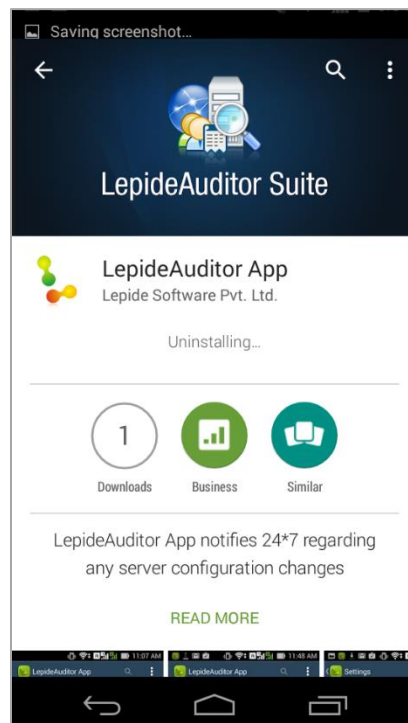 Saving screenshot...
LepideAuditor Suite
LepideAuditor App
Lepide Software Pvt. Ltd.
Uninstalling...
1
Downloads
Business
Similar
LepideAuditor App notifies 24*7 regarding
any server configuration changes
READ MORE
11:07 AM
11:48 AM
LepideAuditor App
LepideAuditor App
Settings